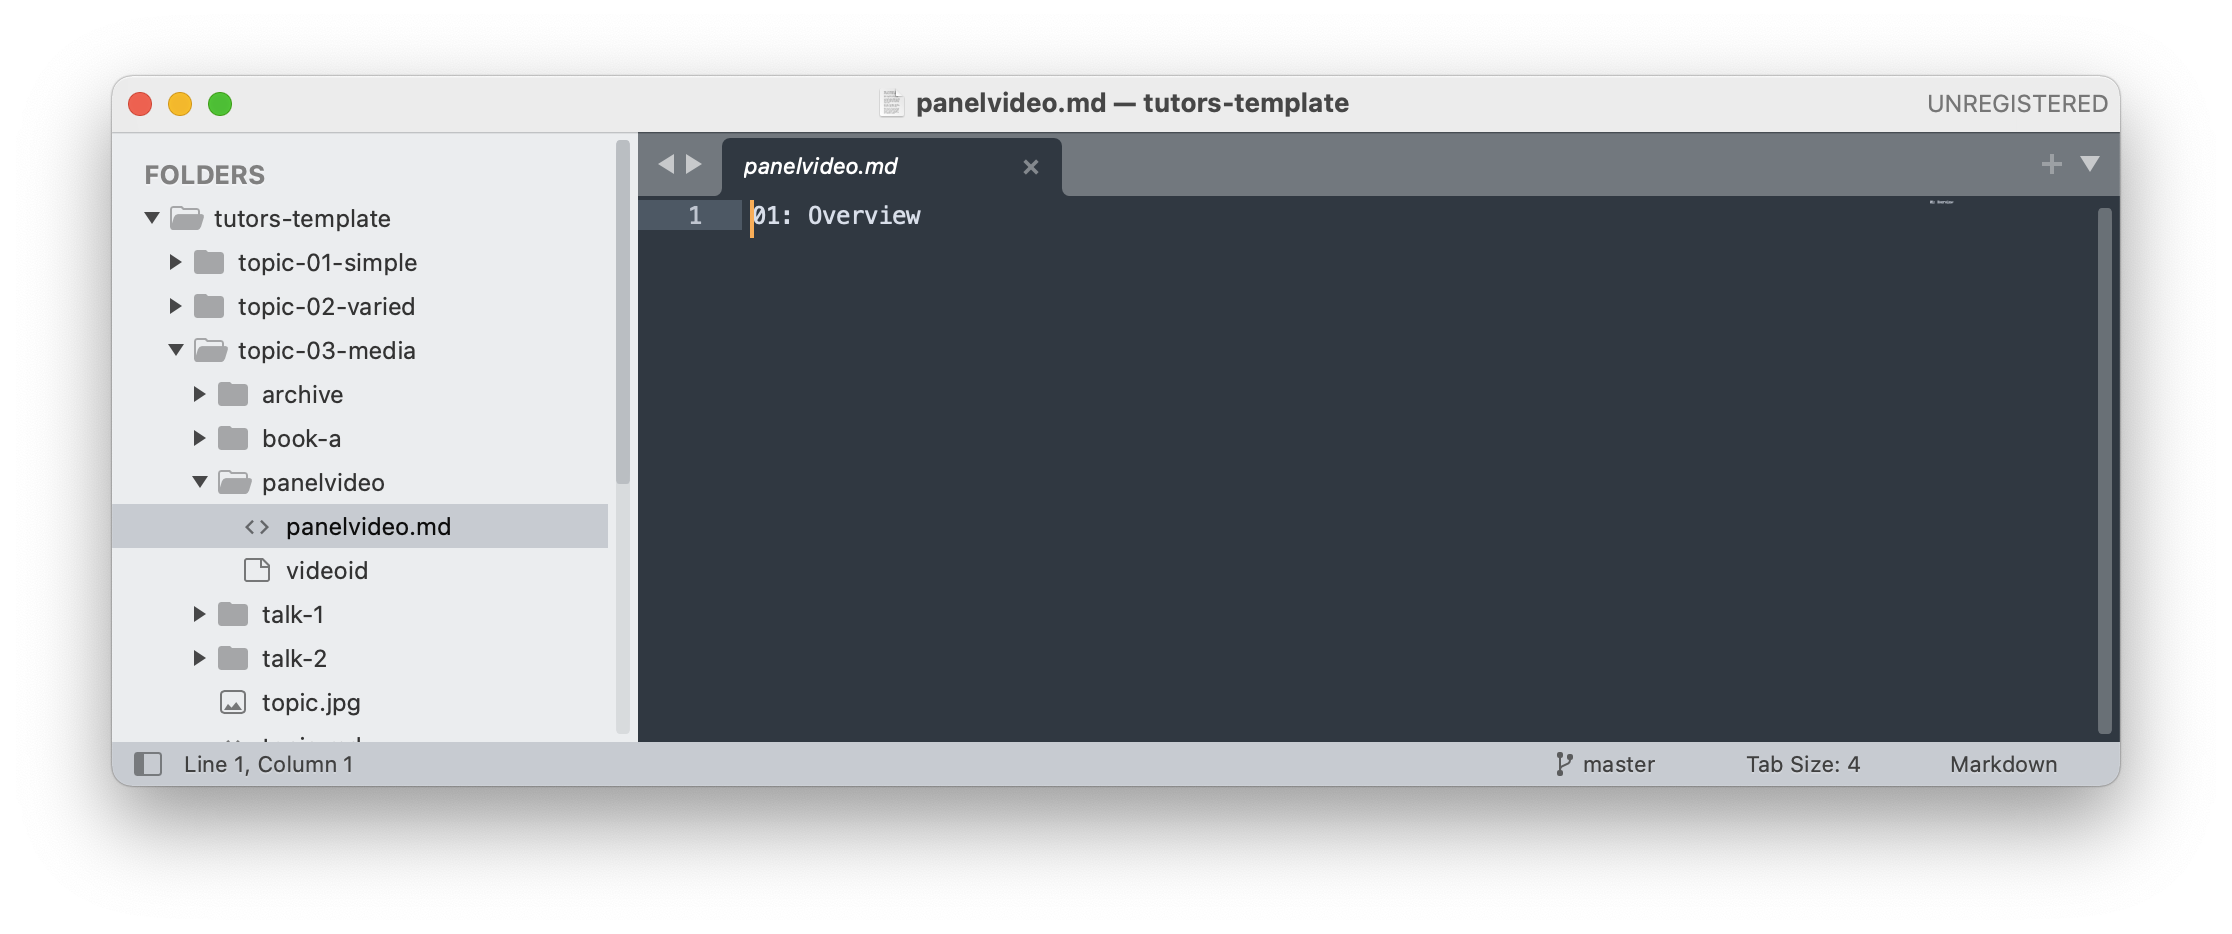 panelvideo.md — tutors-template
UNREGISTERED
FOLDERS
tutors-template
topic-01-simple
topic-02-varied
topic-03-media
archive
book-a
panelvideo
<> panelvideo.md
videoid
talk-1
talk-2
topic.jpg
panelvideo.md
1 01: Overview
Line 1, Column 1
master
Tab Size: 4
Markdown